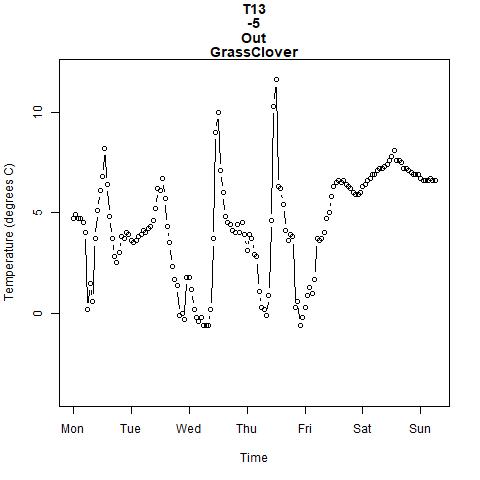 T13
-5
Out
GrassClover
Temperature (degrees C)
10
5
0
Mon Tue Wed Thu Fri Sat Sun
Time